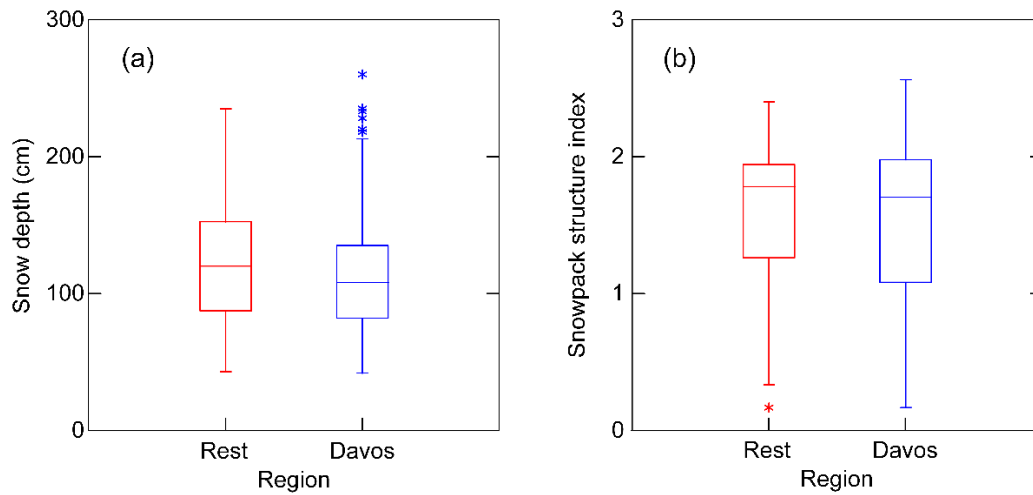 (a)
Snow depth (cm)
300
200
100
0
Rest
Davos
Region
(b)
Snowpack structure index
3
2
1
0
Rest
Davos
Region